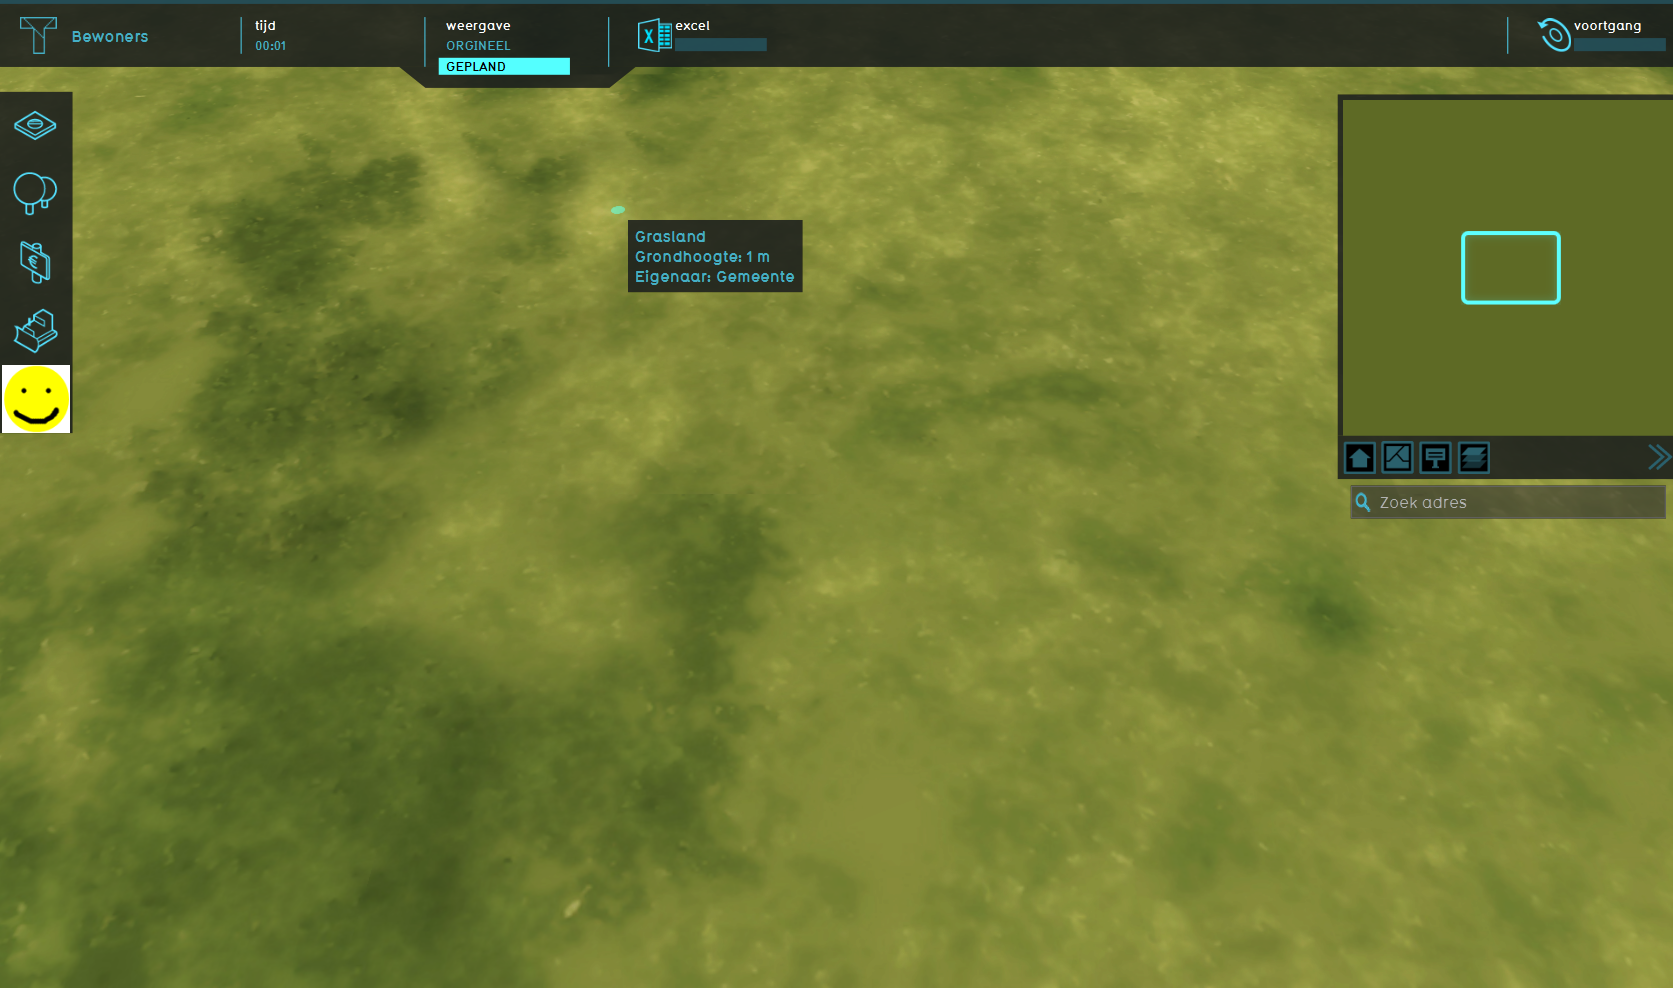 Bewoners
tijd
00:01
weergave
ORGINEEL
GEPLAND
excel
voortgang
Grasland
Grondhoogte: 1 m
Eigenaar: Gemeente
Zoek adres